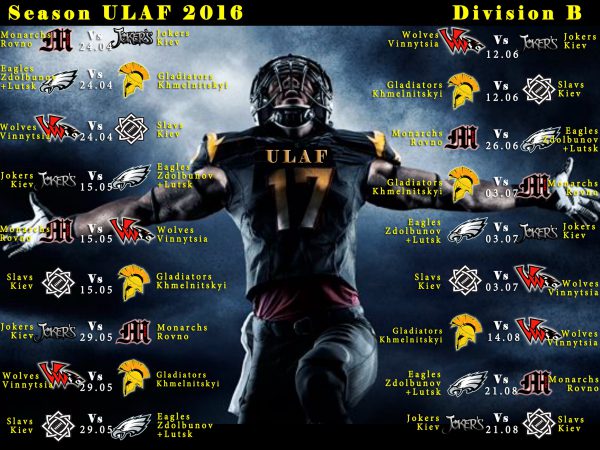 Season ULAF 2016
Division B
Monarchs Rovno Vs 24.04 JOKER'S Jokers Kiev
Eagles Zdolbunov +Lutsk Vs 24.04 Gladiators Khmelnitskyi
Wolves Vinnytsia Vs 24.04 Slavs Kiev
Jokers Kiev JOKER'S Vs 15.05 Eagles Zdolbunov +Lutsk
Monarchs Rovno Vs 15.05 Wolves Vinnytsia
Slavs Kiev Vs 15.05 Gladiators Khmelnitskyi
Jokers Kiev JOKER'S Vs 29.05 Monarchs Rovno
Wolves Vinnytsia Vs 29.05 Gladiators Khmelnitskyi
Slavs Kiev Vs 29.05 Eagles Zdolbunov +Lutsk
ULAF
17
Wolves Vinnytsia Vs 12.06 JOKER'S Jokers Kiev
Gladiators Khmelnitskyi Vs 12.06 Slavs Kiev
Monarchs Rovno Vs 26.06 Eagles Zdolbunov +Lutsk
Gladiators Khmelnitskyi Vs 03.07 Monarchs Rovno
Eagles Zdolbunov +Lutsk Vs 03.07 JOKER'S Jokers Kiev
Slavs Kiev Vs 03.07 Wolves Vinnytsia
Gladiators Khmelnitskyi Vs 14.08 Wolves Vinnytsia
Eagles Zdolbunov +Lutsk Vs 21.08 Monarchs Rovno
Jokers Kiev JOKER'S Vs 21.08 Slavs Kiev